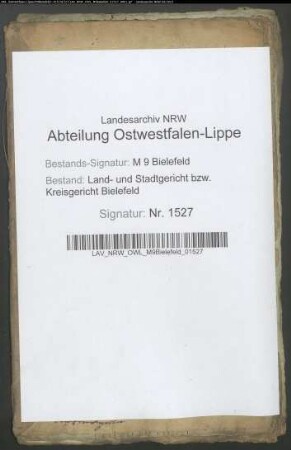 Landesarchiv NRW
Abteilung Ostwestfalen-Lippe
Bestands-Signatur: M 9 Bielefeld
Bestand: Land- und Stadtgericht bzw.
Kreisgericht Bielefeld
Signatur: Nr. 1527
LAV_NRW_OWL_M9Bielefeld_01527